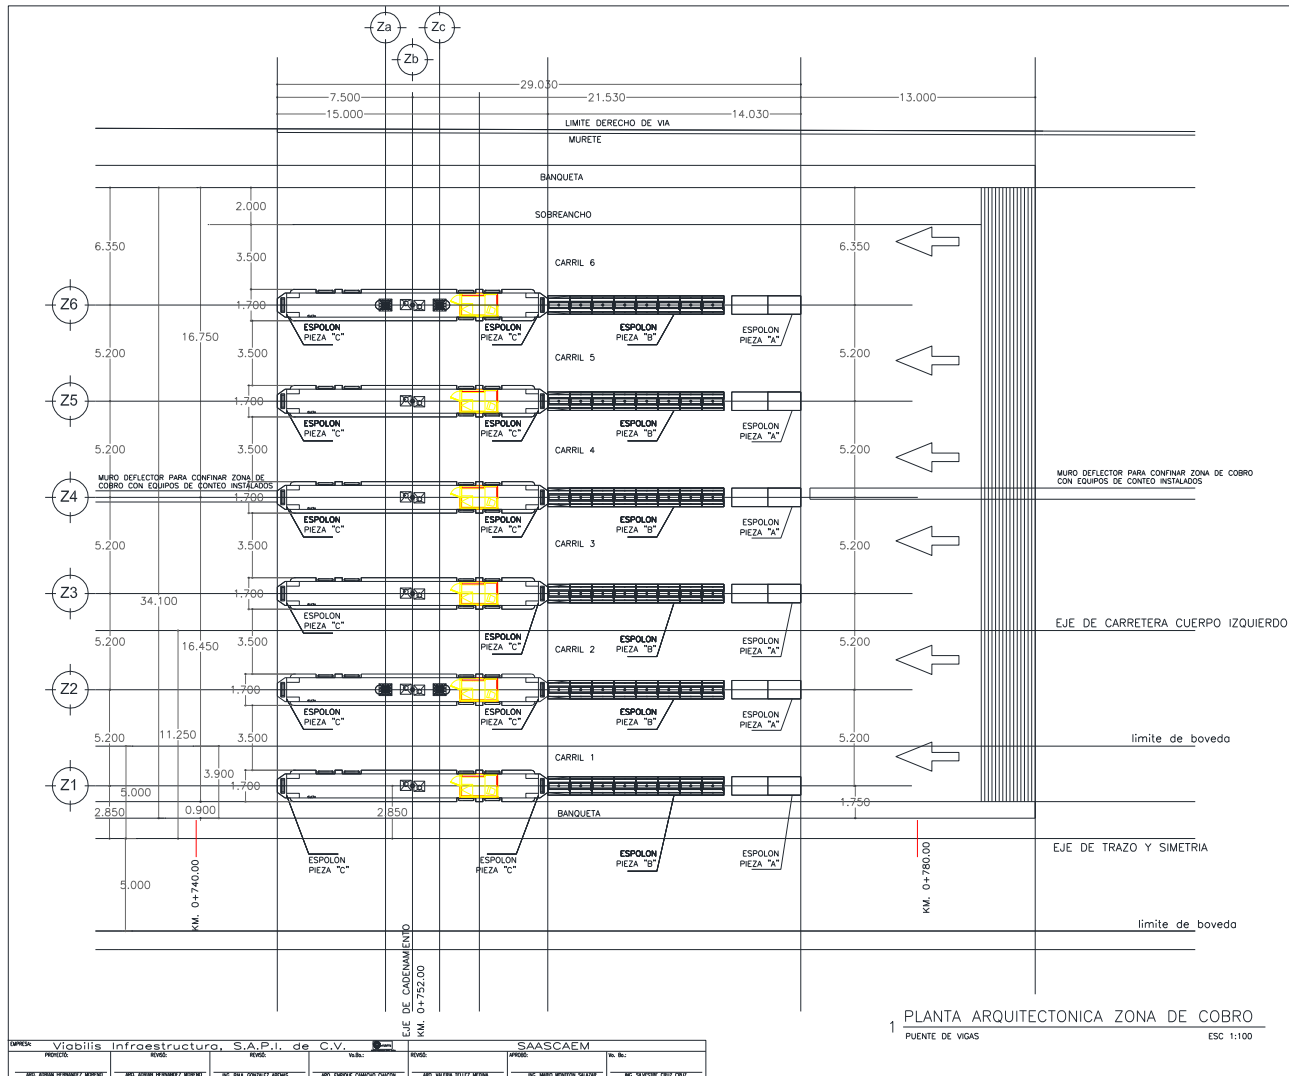 Za
Zc
Zb
29.030
7.500
21.530
13.000
15.000
14.030
LIMITE DERECHO DE VIA
MURETE
BANQUETA
2.000
SOBREANCHO
6.350
6.350
3.500
CARRIL 6
Z6
1.700
ESPOLON
PIEZA "C"
ESPOLON
PIEZA "C"
ESPOLON
PIEZA "B"
ESPOLON
PIEZA "A"
16.750
5.200
3.500
CARRIL 5
5.200
Z5
1.700
ESPOLON
PIEZA "C"
ESPOLON
PIEZA "C"
ESPOLON
PIEZA "B"
ESPOLON
PIEZA "A"
5.200
3.500
CARRIL 4
5.200
MURO DEFLECTOR PARA CONFINAR ZONA DE
COBRO CON EQUIPOS DE CONTEO INSTALADOS
MURO DEFLECTOR PARA CONFINAR ZONA DE COBRO
CON EQUIPOS DE CONTEO INSTALADOS
Z4
1.700
ESPOLON
PIEZA "C"
ESPOLON
PIEZA "C"
ESPOLON
PIEZA "B"
ESPOLON
PIEZA "A"
5.200
3.500
CARRIL 3
5.200
Z3
1.700
34.100
ESPOLON
PIEZA "C"
ESPOLON
PIEZA "C"
ESPOLON
PIEZA "B"
ESPOLON
PIEZA "A"
EJE DE CARRETERA CUERPO IZQUIERDO
5.200
16.450
3.500
CARRIL 2
5.200
Z2
1.700
ESPOLON
PIEZA "C"
ESPOLON
PIEZA "C"
ESPOLON
PIEZA "B"
ESPOLON
PIEZA "A"
5.200
11.250
3.500
CARRIL 1
5.200
limite de boveda
3.900
Z1
5.000
1.700
2.850
0.900
2.850
BANQUETA
1.750
EJE DE TRAZO Y SIMETRIA
ESPOLON
PIEZA "C"
ESPOLON
PIEZA "C"
ESPOLON
PIEZA "B"
ESPOLON
PIEZA "A"
5.000
KM. 0+740.00
KM. 0+780.00
limite de boveda
EJE DE CADENAMIENTO
KM. 0+752.00
1 PLANTA ARQUITECTONICA ZONA DE COBRO
PUENTE DE VIGAS ESC 1:100
EMPRESA: Viabilis Infraestructura, S.A.P.I. de C.V. SAASCAEM
PROYECTO: REVISO: REVISO: Vo.Bo.: REVISO: APROBO: Vo. Bo.: